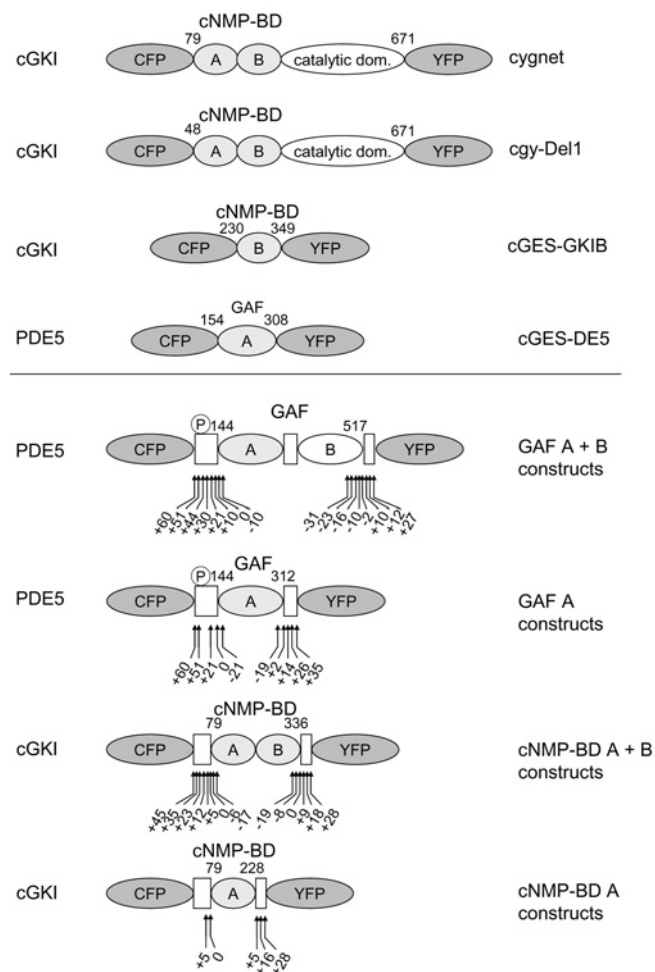 cNMP-BD
79 671
cGKI CFP A B catalytic dom. YFP cygnet
cNMP-BD
48 671
cGKI CFP A B catalytic dom. YFP cgy-Del1
cNMP-BD
230 349
cGKI CFP B YFP cGES-GKIB
GAF
154 308
PDE5 CFP A YFP cGES-DE5
GAF
P 144 517
PDE5 CFP A B YFP GAF A + B
constructs
+60 +51 +44 +30 +21 +10 0 -10 -31 -23 -16 -10 -2 +10 +12 +27
GAF
P 144 312
PDE5 CFP A YFP GAF A
constructs
+60 +51 +21 0 -21 -19 +2 +14 +26 +35
cNMP-BD
79 336
cGKI CFP A B YFP cNMP-BD A + B
constructs
+45 +35 +23 +12 +5 0 -6 -17 -19 -8 0 +9 +18 +28
cNMP-BD
79 228
cGKI CFP A YFP cNMP-BD A
constructs
+5 0 +5 +16 +28